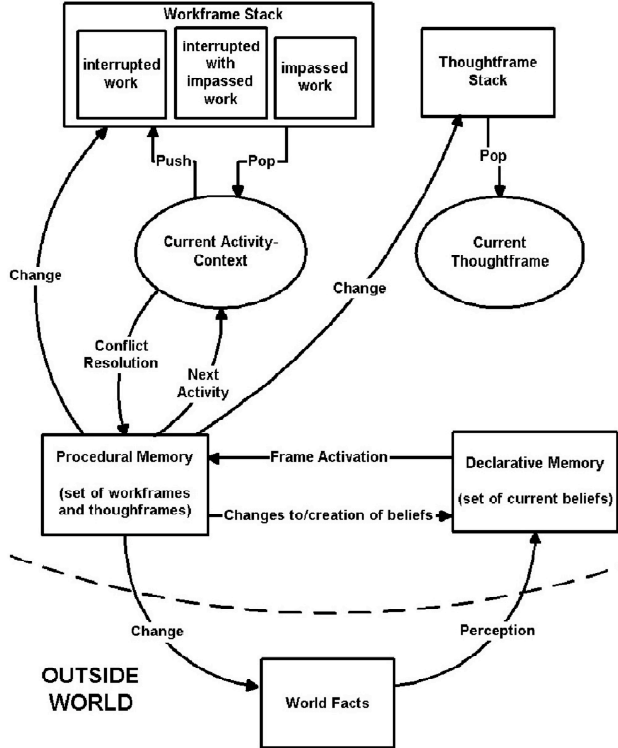 Workframe Stack
interrupted
work
interrupted
with
impassed
work
impassed
work
Thoughtframe
Stack
Push
Pop
Pop
Current Activity-
Context
Current
Thoughtframe
Change
Change
Conflict
Resolution
Next
Activity
Procedural Memory
(set of workframes
and thoughframes)
Frame Activation
Declarative Memory
(set of current beliefs)
Changes to/creation of beliefs
Change
Perception
OUTSIDE
WORLD
World Facts